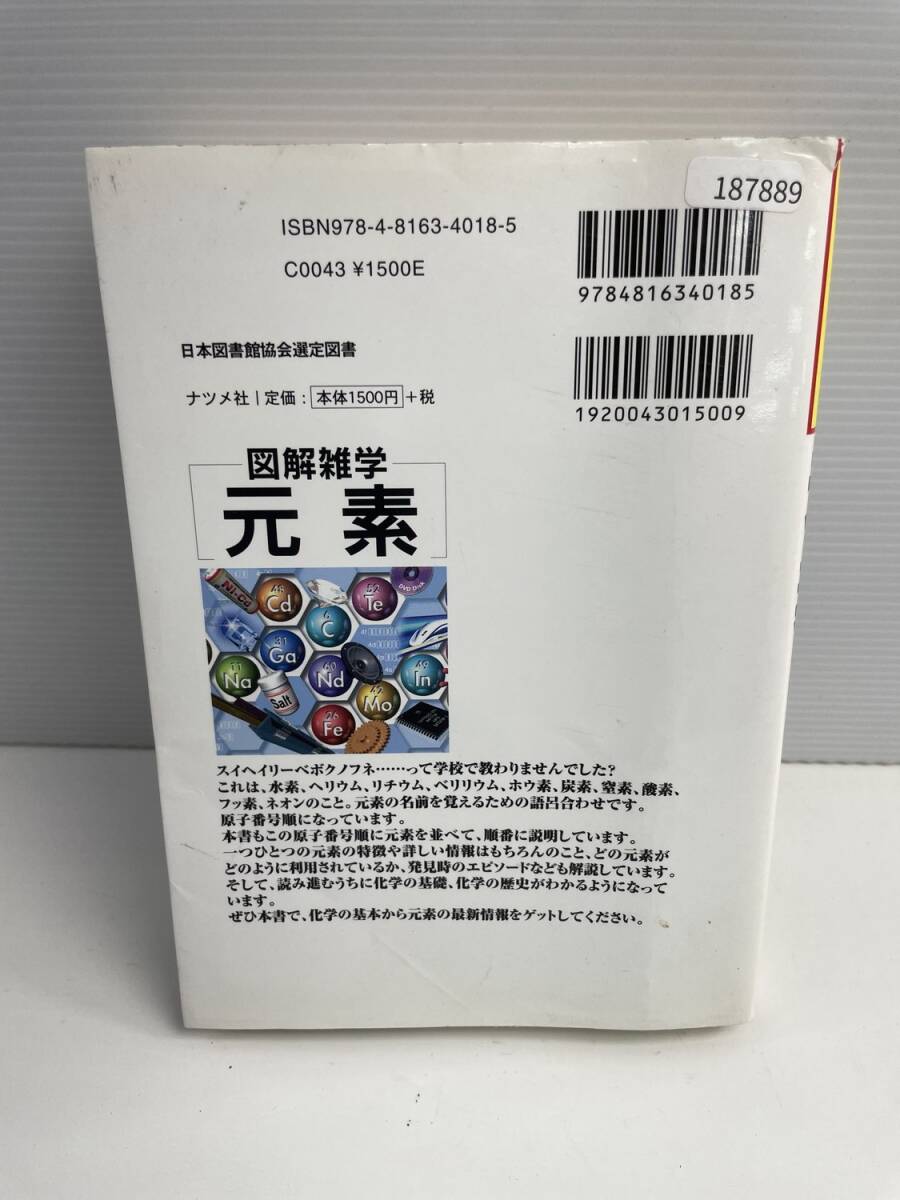 187889
ISBN978-4-8163-4018-5
C0043 ¥1500E
9784816340185
日本図書館協会選定図書
1920043015009
ナツメ社 | 定価 : 本体1500円 +税
図解雑学
元素
Ni-Cd
48
Cd
6
C
52
Te
DVD Disk
31
Ga
11
Na
60
Nd
49
In
Salt
42
Mo
26
Fe
スイヘイリーベボクノフネ……って学校で教わりませんでした?
これは、水素、ヘリウム、リチウム、ベリリウム、ホウ素、炭素、窒素、酸素、
フッ素、ネオンのこと。元素の名前を覚えるための語呂合わせです。
原子番号順になっています。
本書もこの原子番号順に元素を並べて、順番に説明しています。
一つひとつの元素の特徴や詳しい情報はもちろんのこと、どの元素が
どのように利用されているか、発見時のエピソードなども解説しています。
そして、読み進むうちに化学の基礎、化学の歴史がわかるようになって
います。
ぜひ本書で、化学の基本から元素の最新情報をゲットしてください。